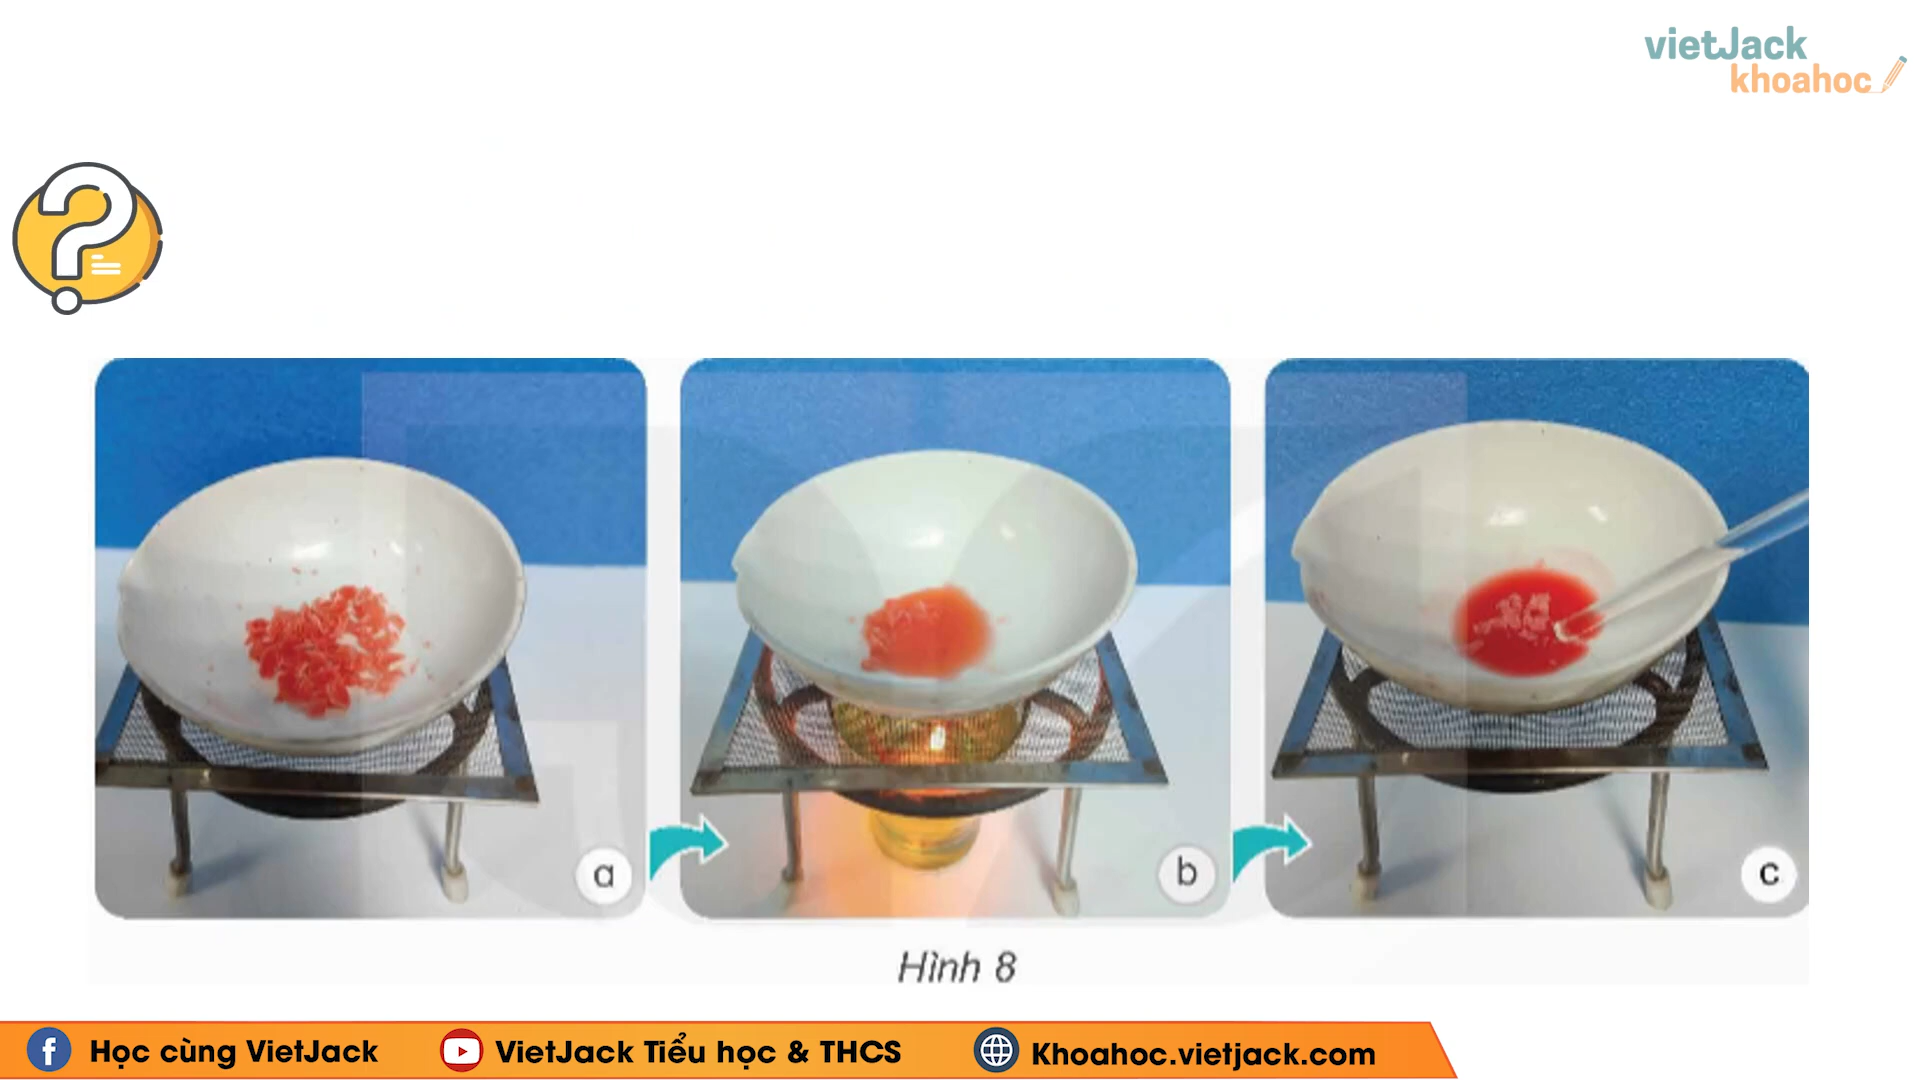 vietJack
khoahoc
a
b
c
Hình 8
Học cùng VietJack
VietJack Tiểu học & THCS
Khoahoc.vietjack.com